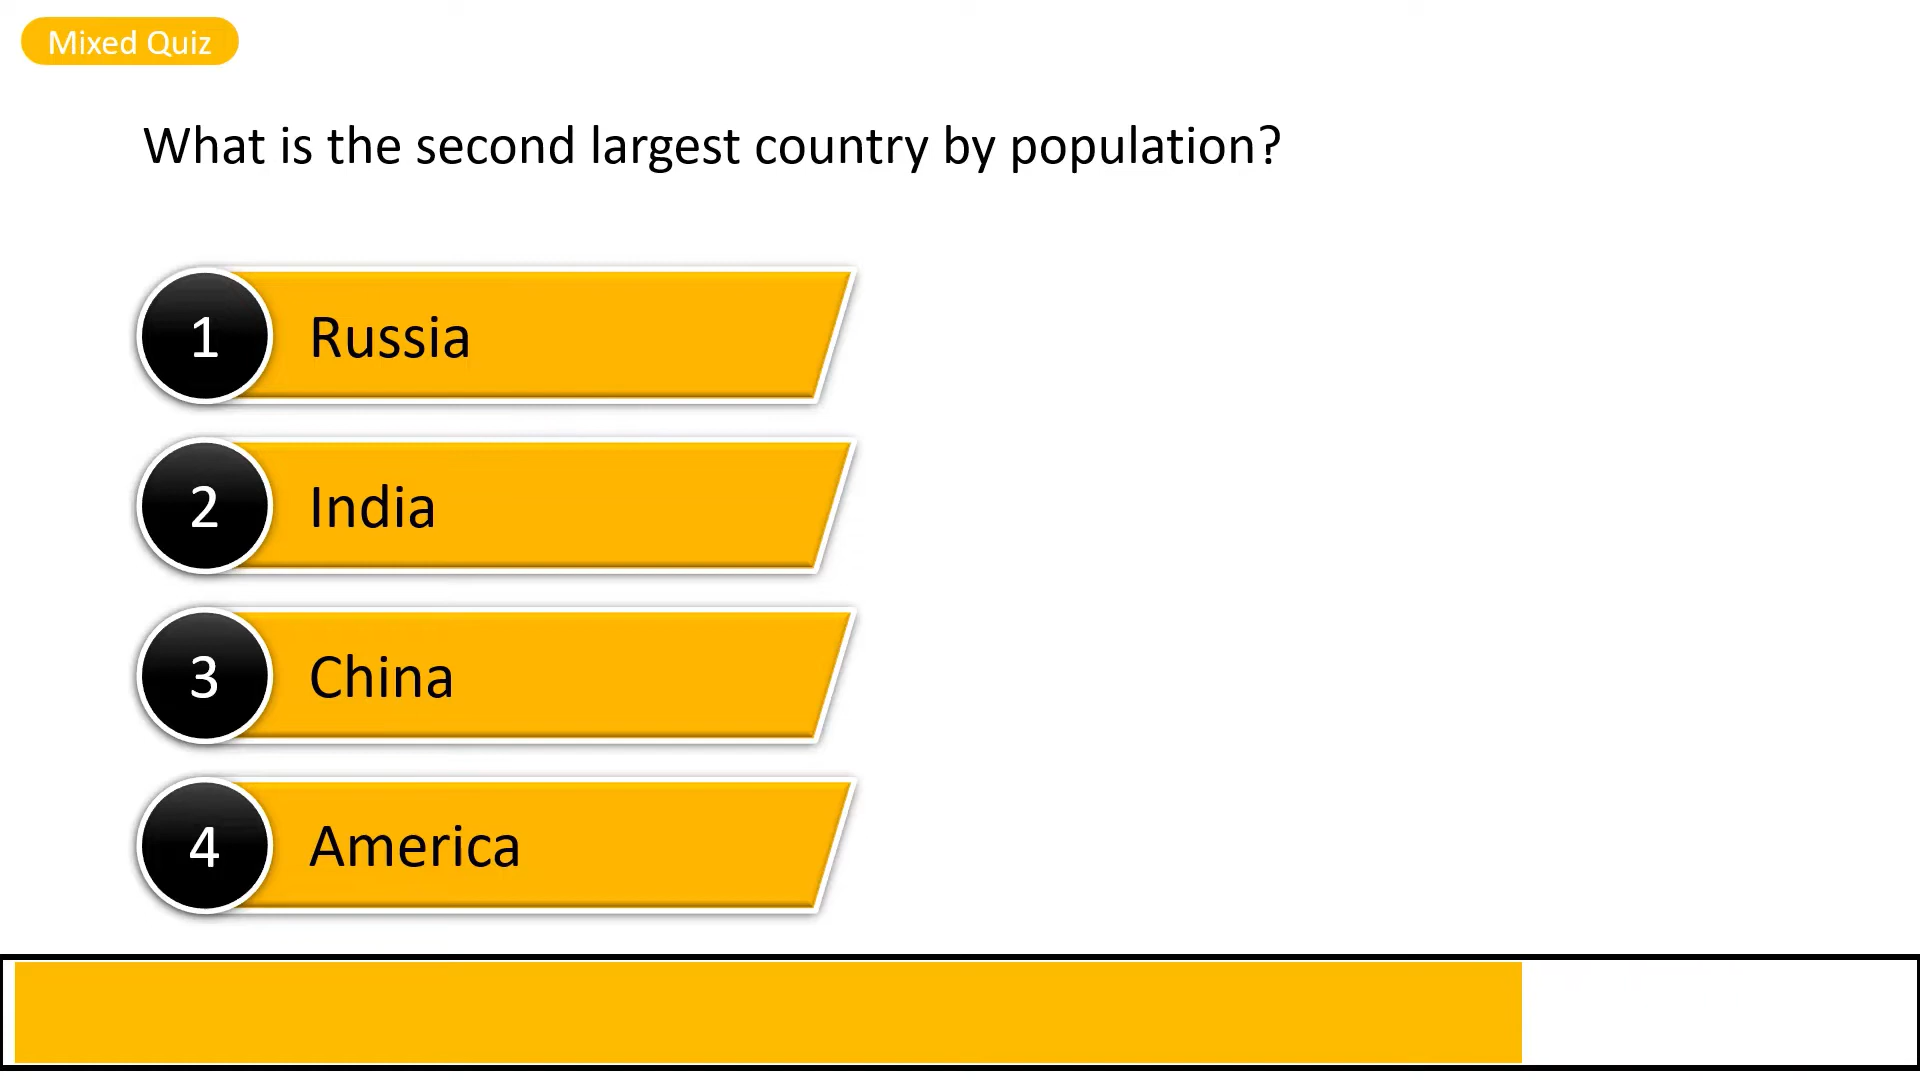 Mixed Quiz
What is the second largest country by population?
1 Russia
2 India
3 China
4 America